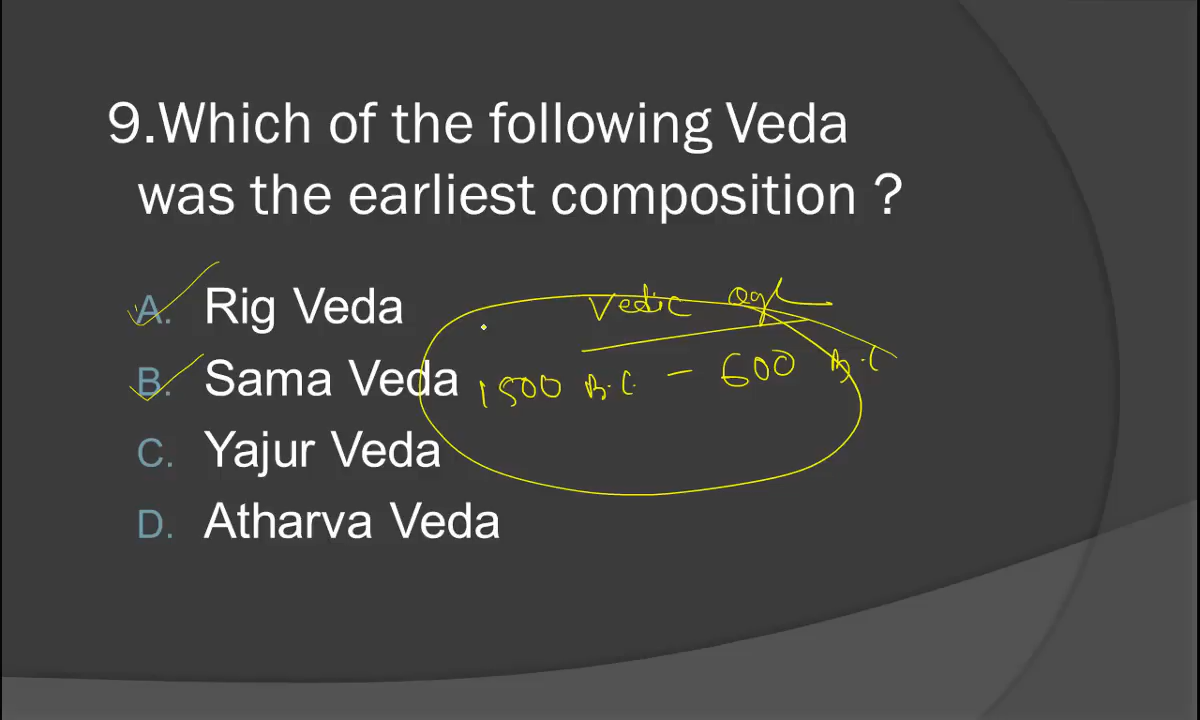 9.Which of the following Veda
was the earliest composition ?
A. Rig Veda
Vedic age
B. Sama Veda
1500 B.C. - 600 B.C
C. Yajur Veda
D. Atharva Veda